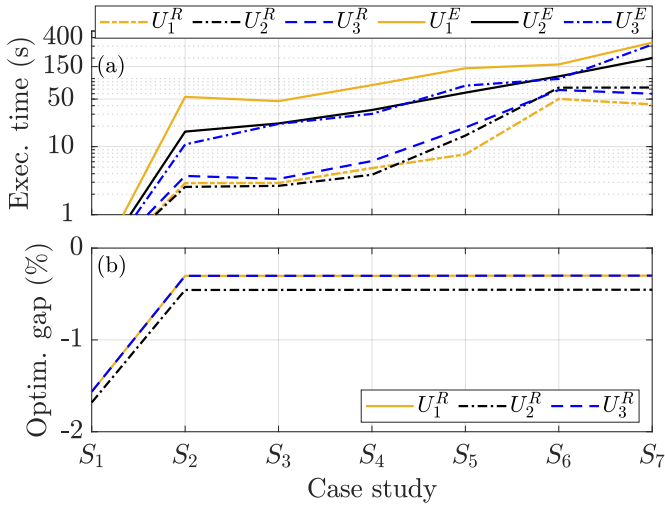 U_1^R U_2^R U_3^R U_1^E U_2^E U_3^E
Exec. time (s)
400
150
50
10
1
(a)
Optim. gap (%)
0
-1
-2
(b)
U_1^R U_2^R U_3^R
S_1 S_2 S_3 S_4 S_5 S_6 S_7
Case study